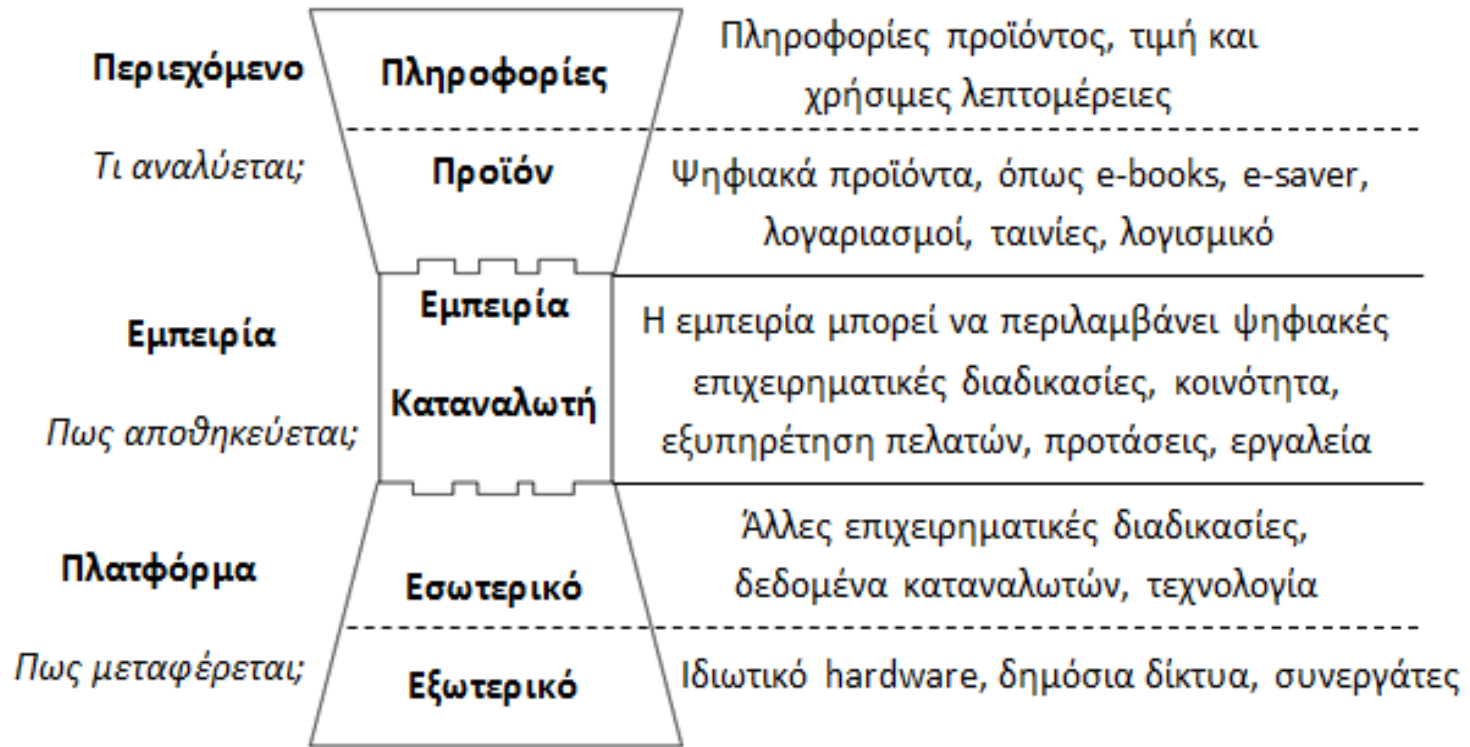 Περιεχόμενο
Τι αναλύεται;
Πληροφορίες
Πληροφορίες προϊόντος, τιμή και
χρήσιμες λεπτομέρειες
Προϊόν
Ψηφιακά προϊόντα, όπως e-books, e-saver,
λογαριασμοί, ταινίες, λογισμικό
Εμπειρία
Πως αποθηκεύεται;
Εμπειρία
Καταναλωτή
Η εμπειρία μπορεί να περιλαμβάνει ψηφιακές
επιχειρηματικές διαδικασίες, κοινότητα,
εξυπηρέτηση πελατών, προτάσεις, εργαλεία
Πλατφόρμα
Πως μεταφέρεται;
Εσωτερικό
Άλλες επιχειρηματικές διαδικασίες,
δεδομένα καταναλωτών, τεχνολογία
Εξωτερικό
Ιδιωτικό hardware, δημόσια δίκτυα, συνεργάτες